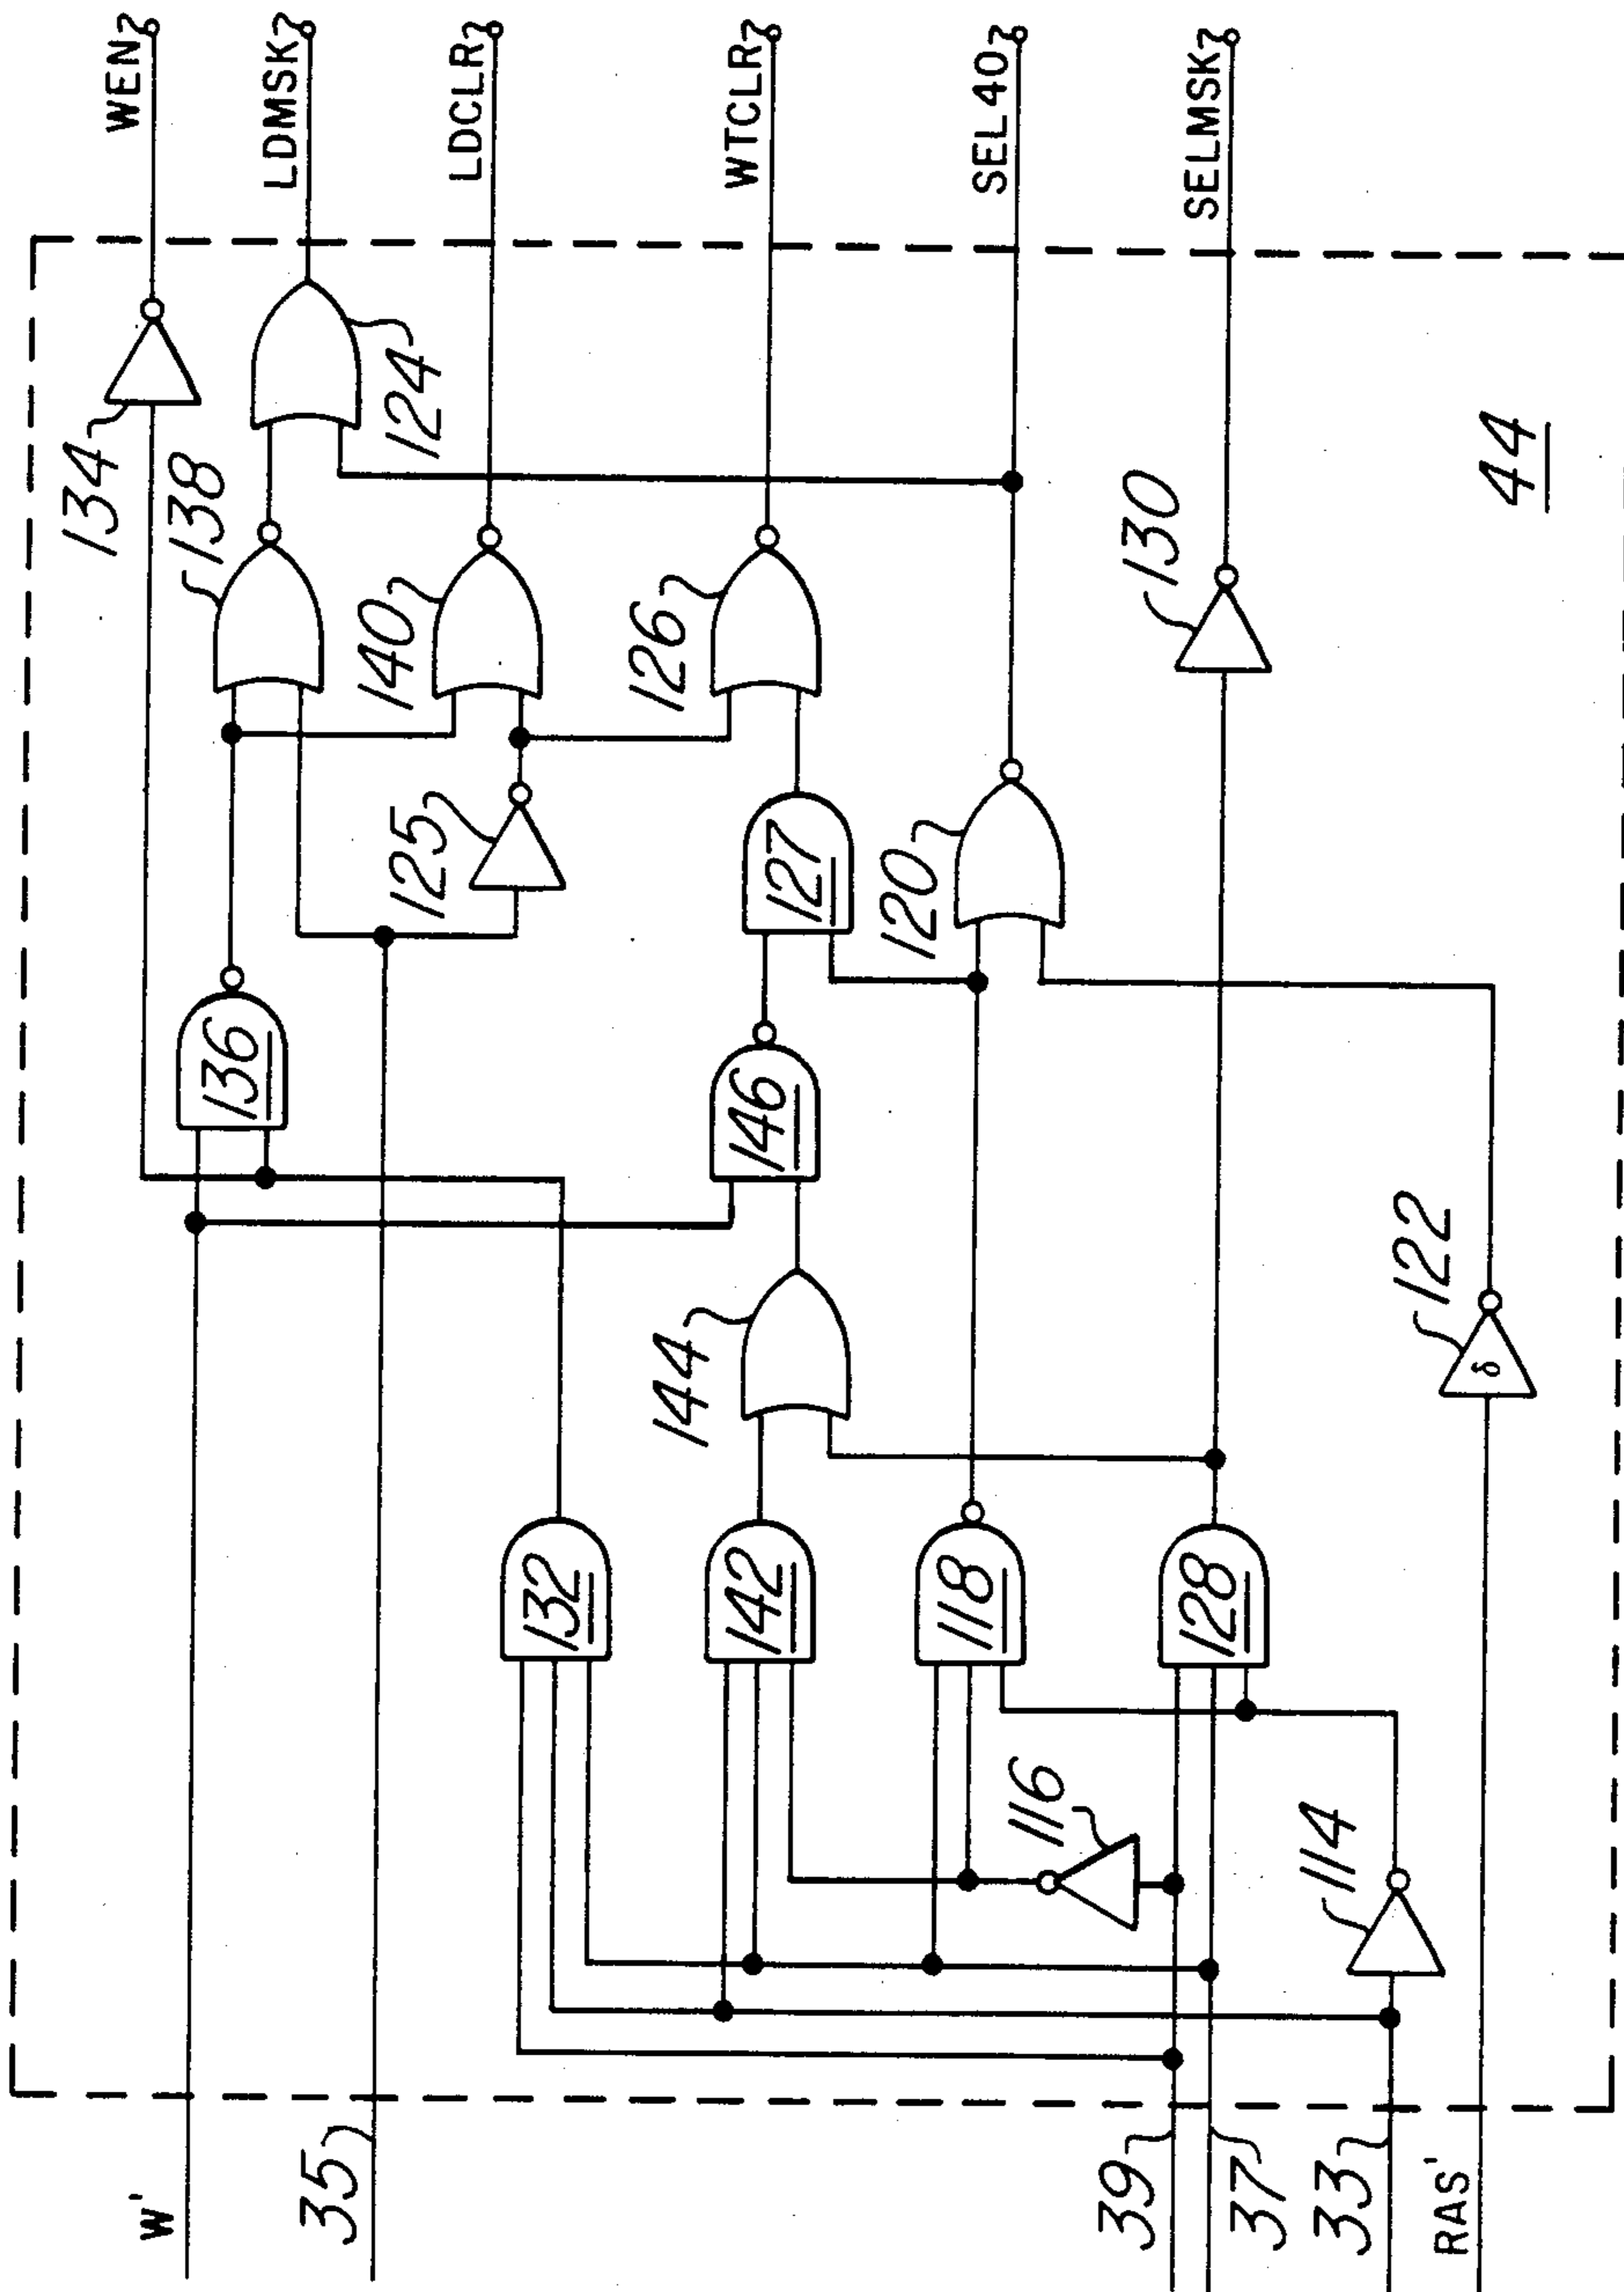 W'
35
39
37
33
RAS'
132
142
118
128
116
114
144
122
δ
136
146
125
127
120
134
138
140
126
124
130
44
WEN
LDMSK
LDCLR
WTCLR
SEL40
SELMSK